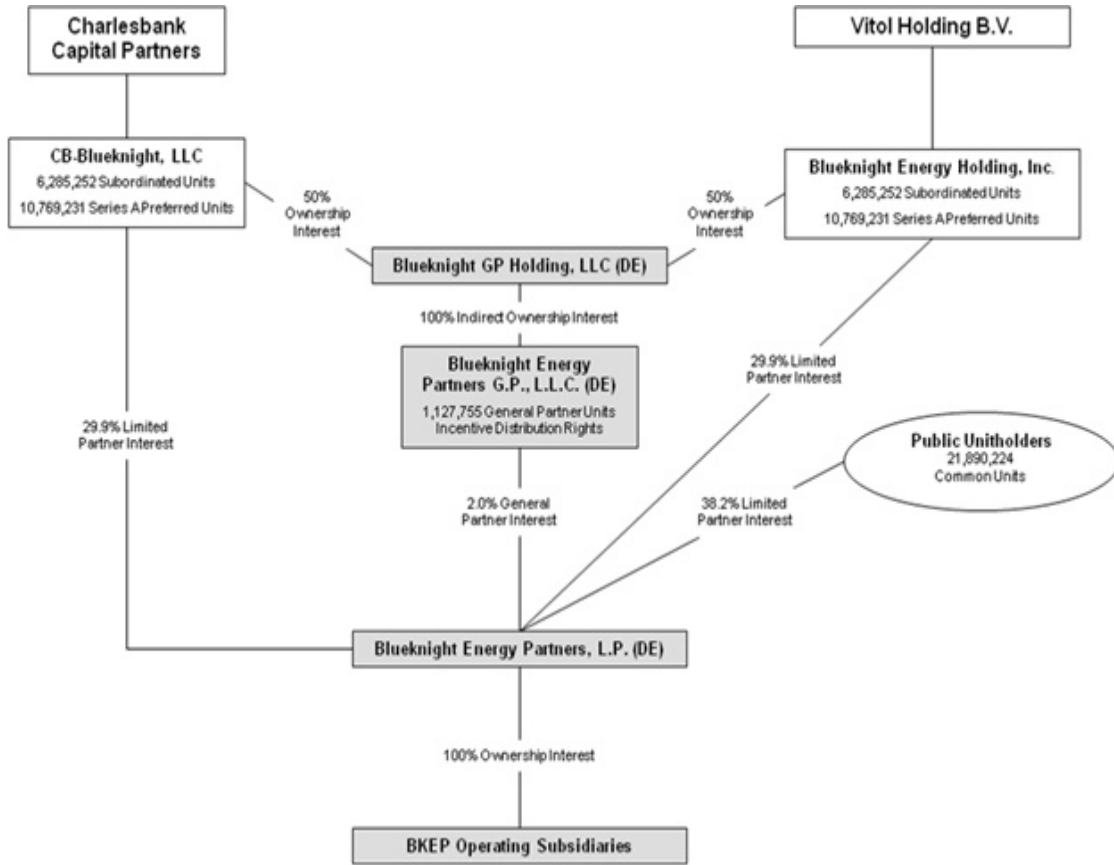 Charlesbank
Capital Partners
Vitol Holding B.V.
CB-Blueknight, LLC
6,285,252 Subordinated Units
10,769,231 Series A Preferred Units
Blueknight Energy Holding, Inc.
6,285,252 Subordinated Units
10,769,231 Series A Preferred Units
50%
Ownership
Interest
50%
Ownership
Interest
Blueknight GP Holding, LLC (DE)
100% Indirect Ownership Interest
Blueknight Energy
Partners G.P., L.L.C. (DE)
1,127,755 General Partner Units
Incentive Distribution Rights
29.9% Limited
Partner Interest
29.9% Limited
Partner Interest
Public Unitholders
21,890,224
Common Units
2.0% General
Partner Interest
38.2% Limited
Partner Interest
Blueknight Energy Partners, L.P. (DE)
100% Ownership Interest
BKEP Operating Subsidiaries